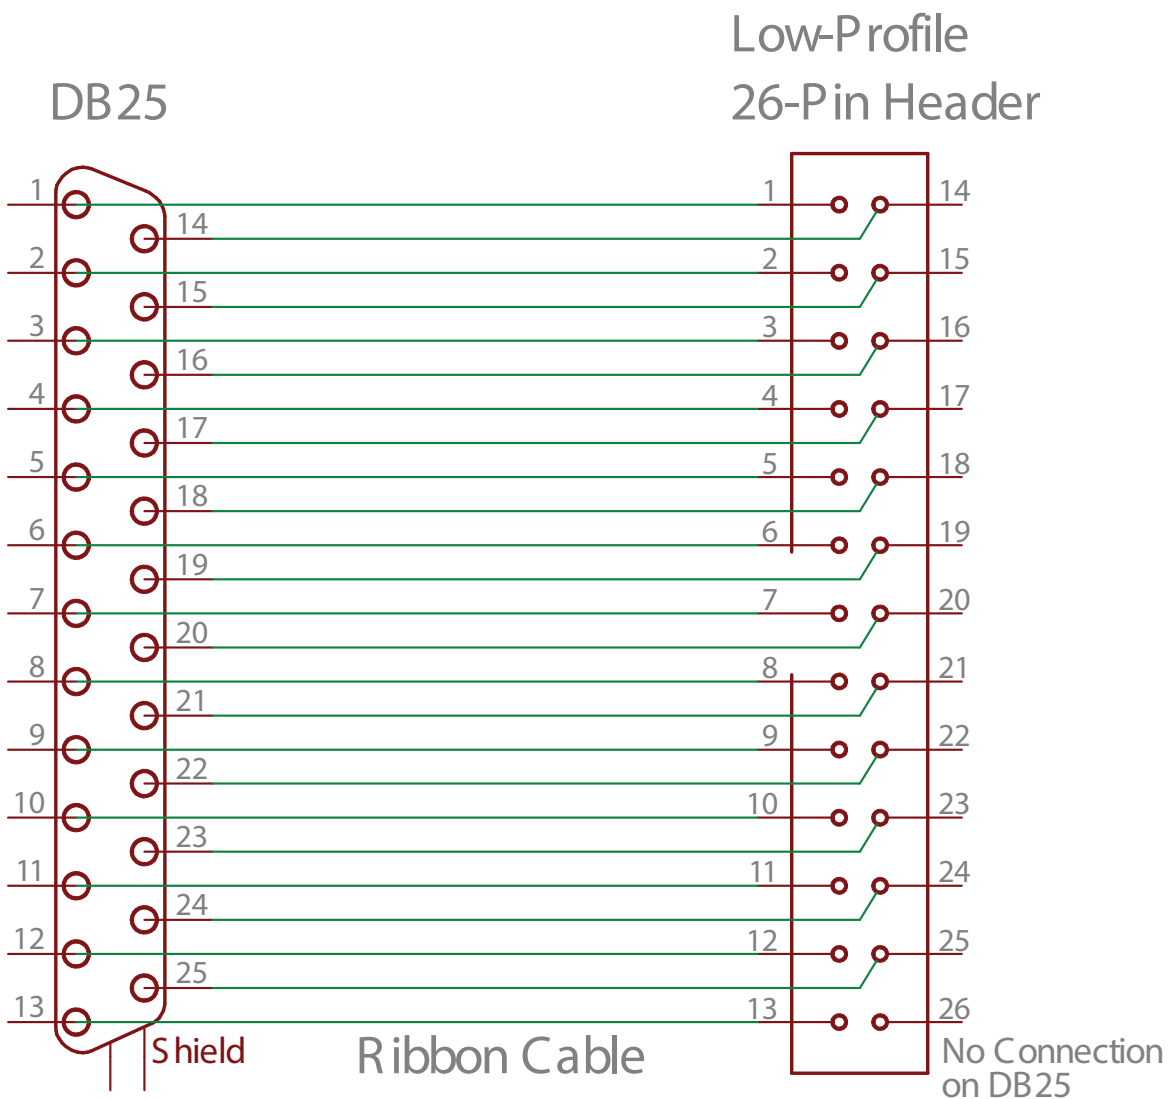 Low-Profile
26-Pin Header
DB25
1 1 14
14
2 2 15
15
3 3 16
16
4 4 17
17
5 5 18
18
6 6 19
19
7 7 20
20
8 8 21
21
9 9 22
22
10 10 23
23
11 11 24
24
12 12 25
25
13 13 26
Shield
Ribbon Cable
No Connection
on DB25